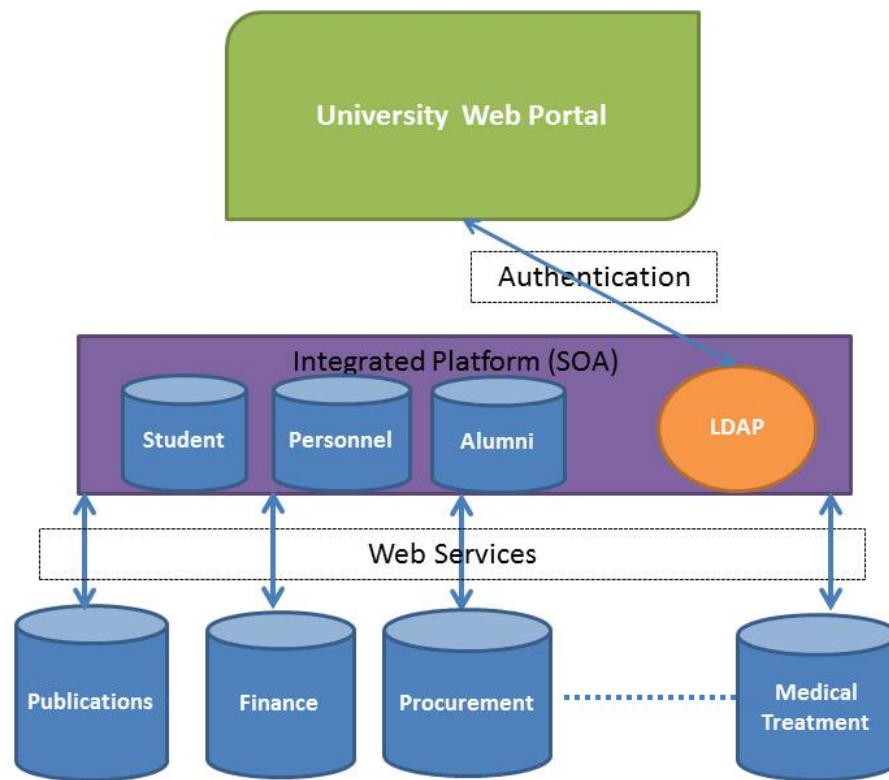 University Web Portal
Authentication
Integrated Platform (SOA)
Student
Personnel
Alumni
LDAP
Web Services
Publications
Finance
Procurement
Medical
Treatment